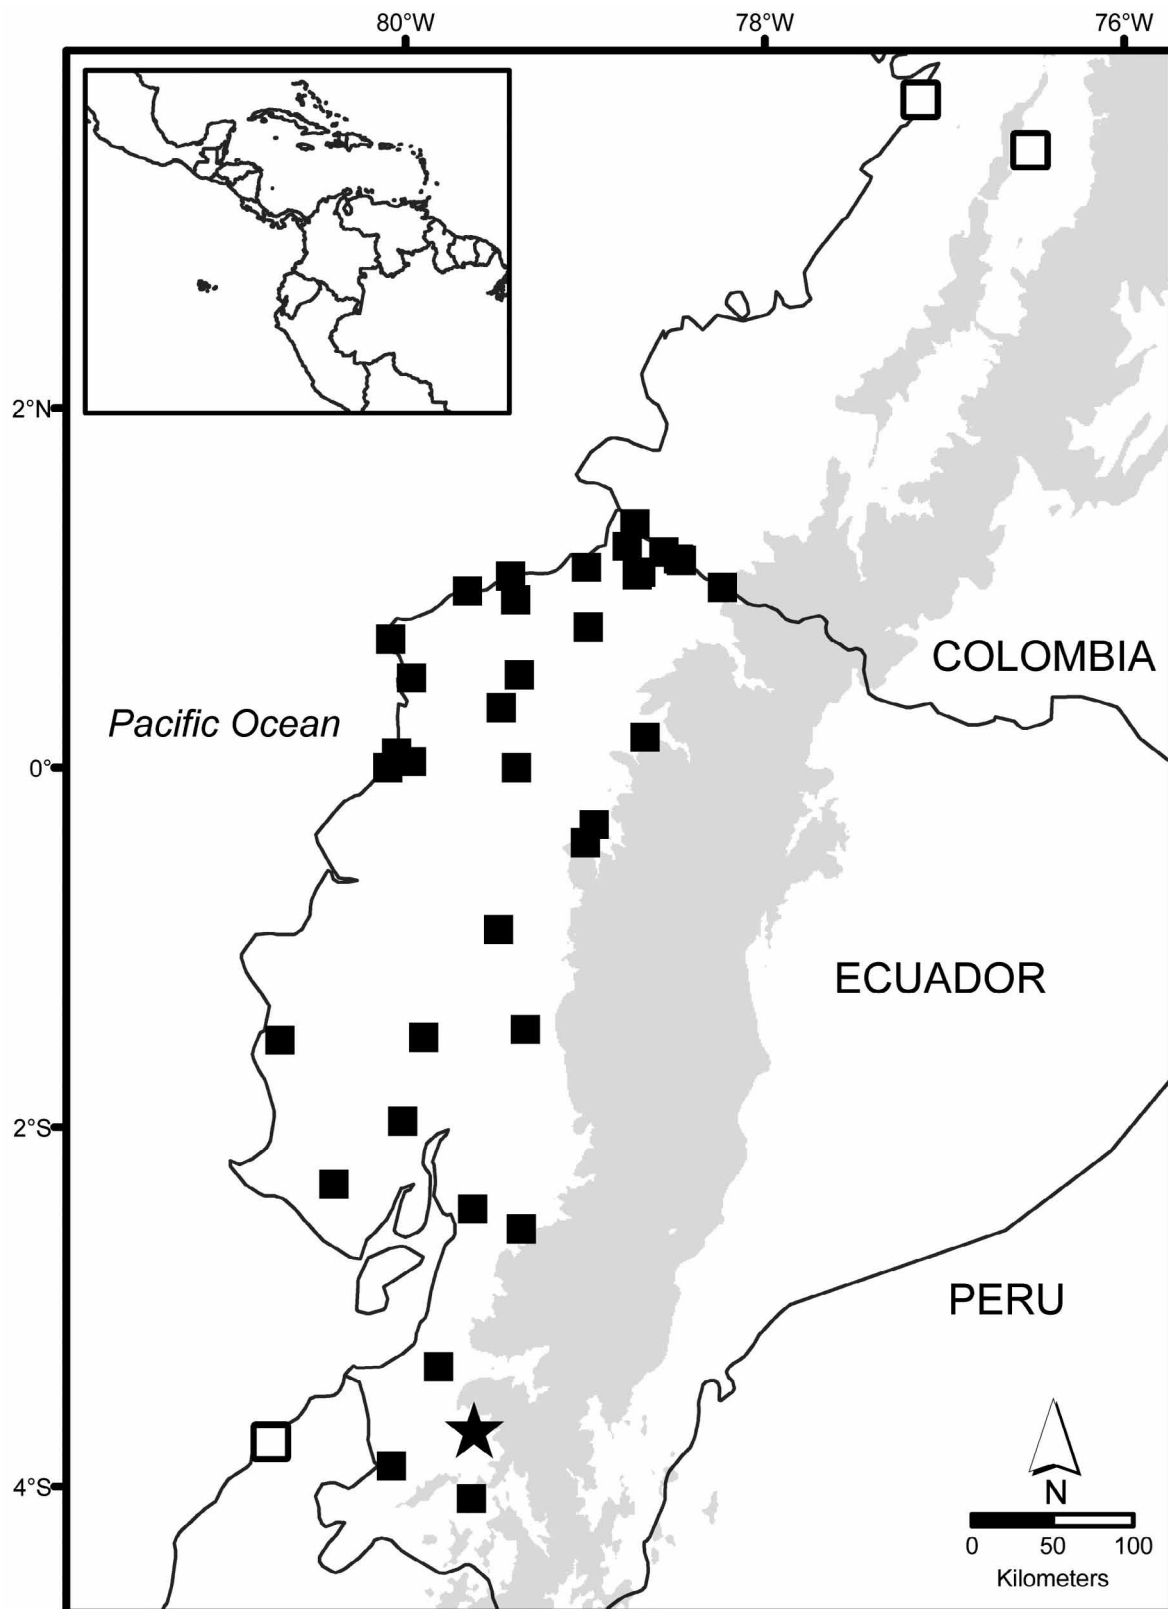 80°W 78°W 76°W
2°N
COLOMBIA
Pacific Ocean
0°
ECUADOR
2°S
PERU
4°S
N
0 50 100
Kilometers